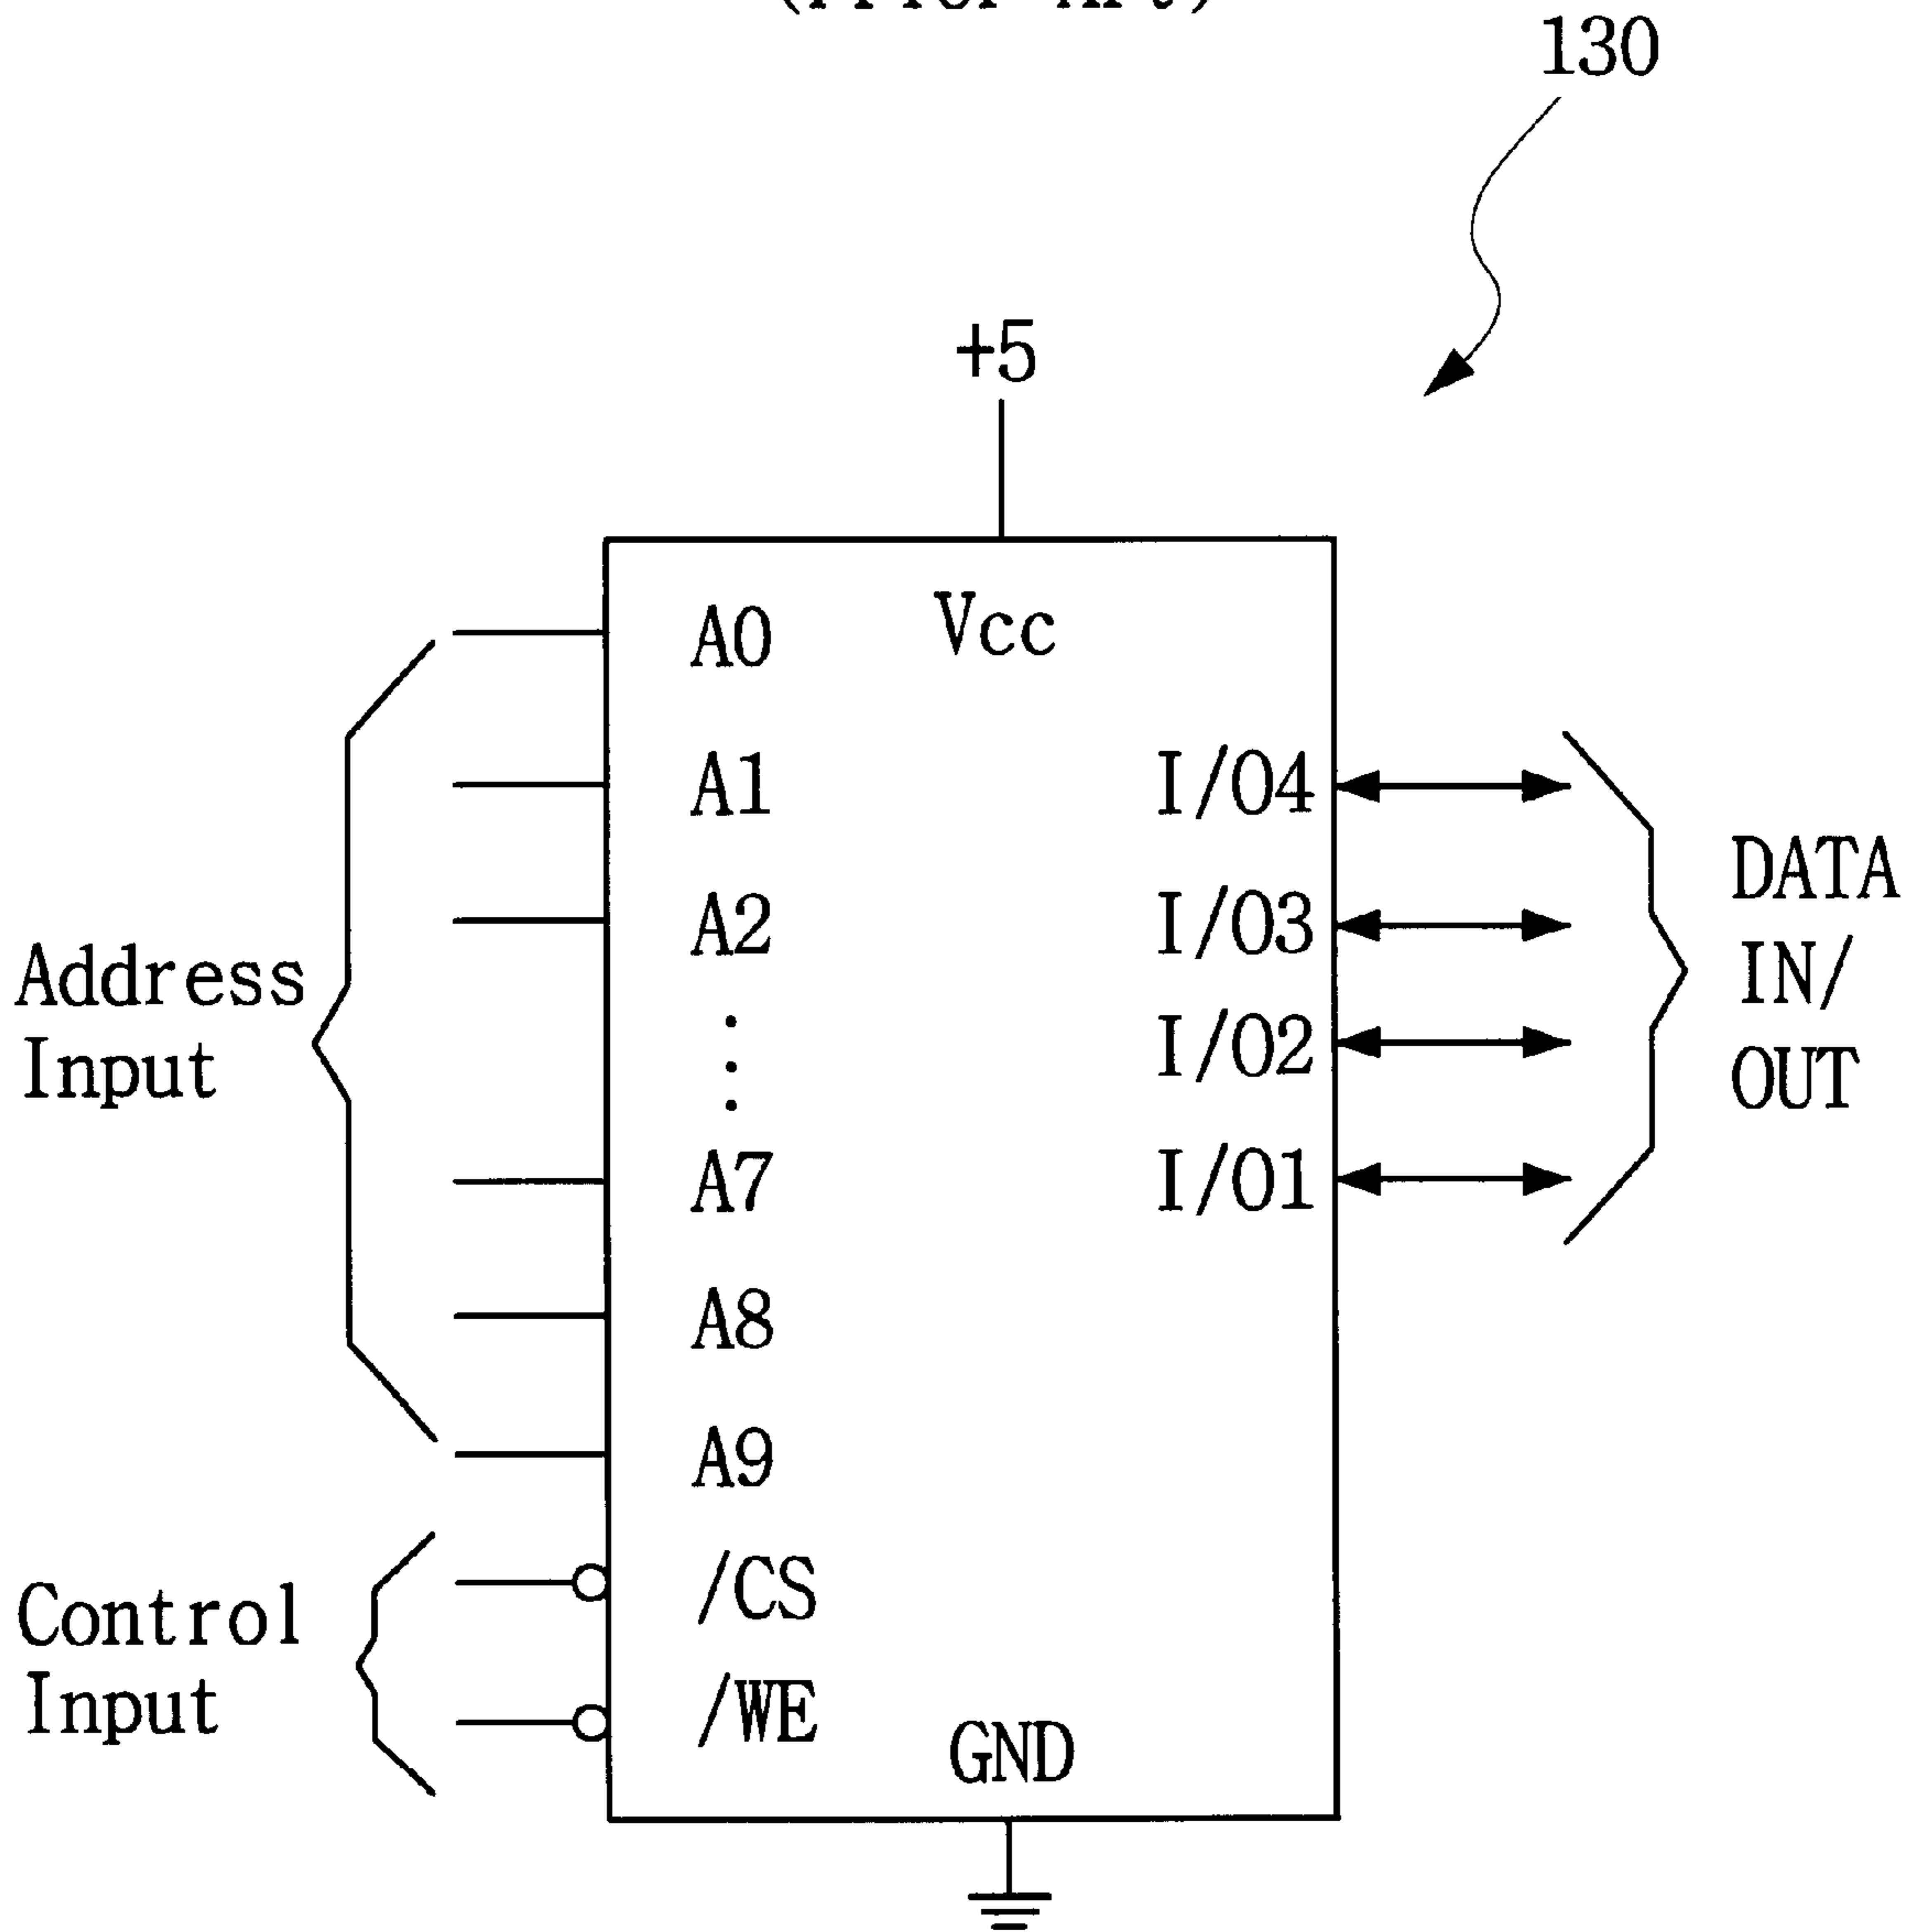 130
+5
Vcc
A0
A1
A2
A7
A8
A9
/CS
/WE
GND
I/O4
I/O3
I/O2
I/O1
Address
Input
Control
Input
DATA
IN/
OUT